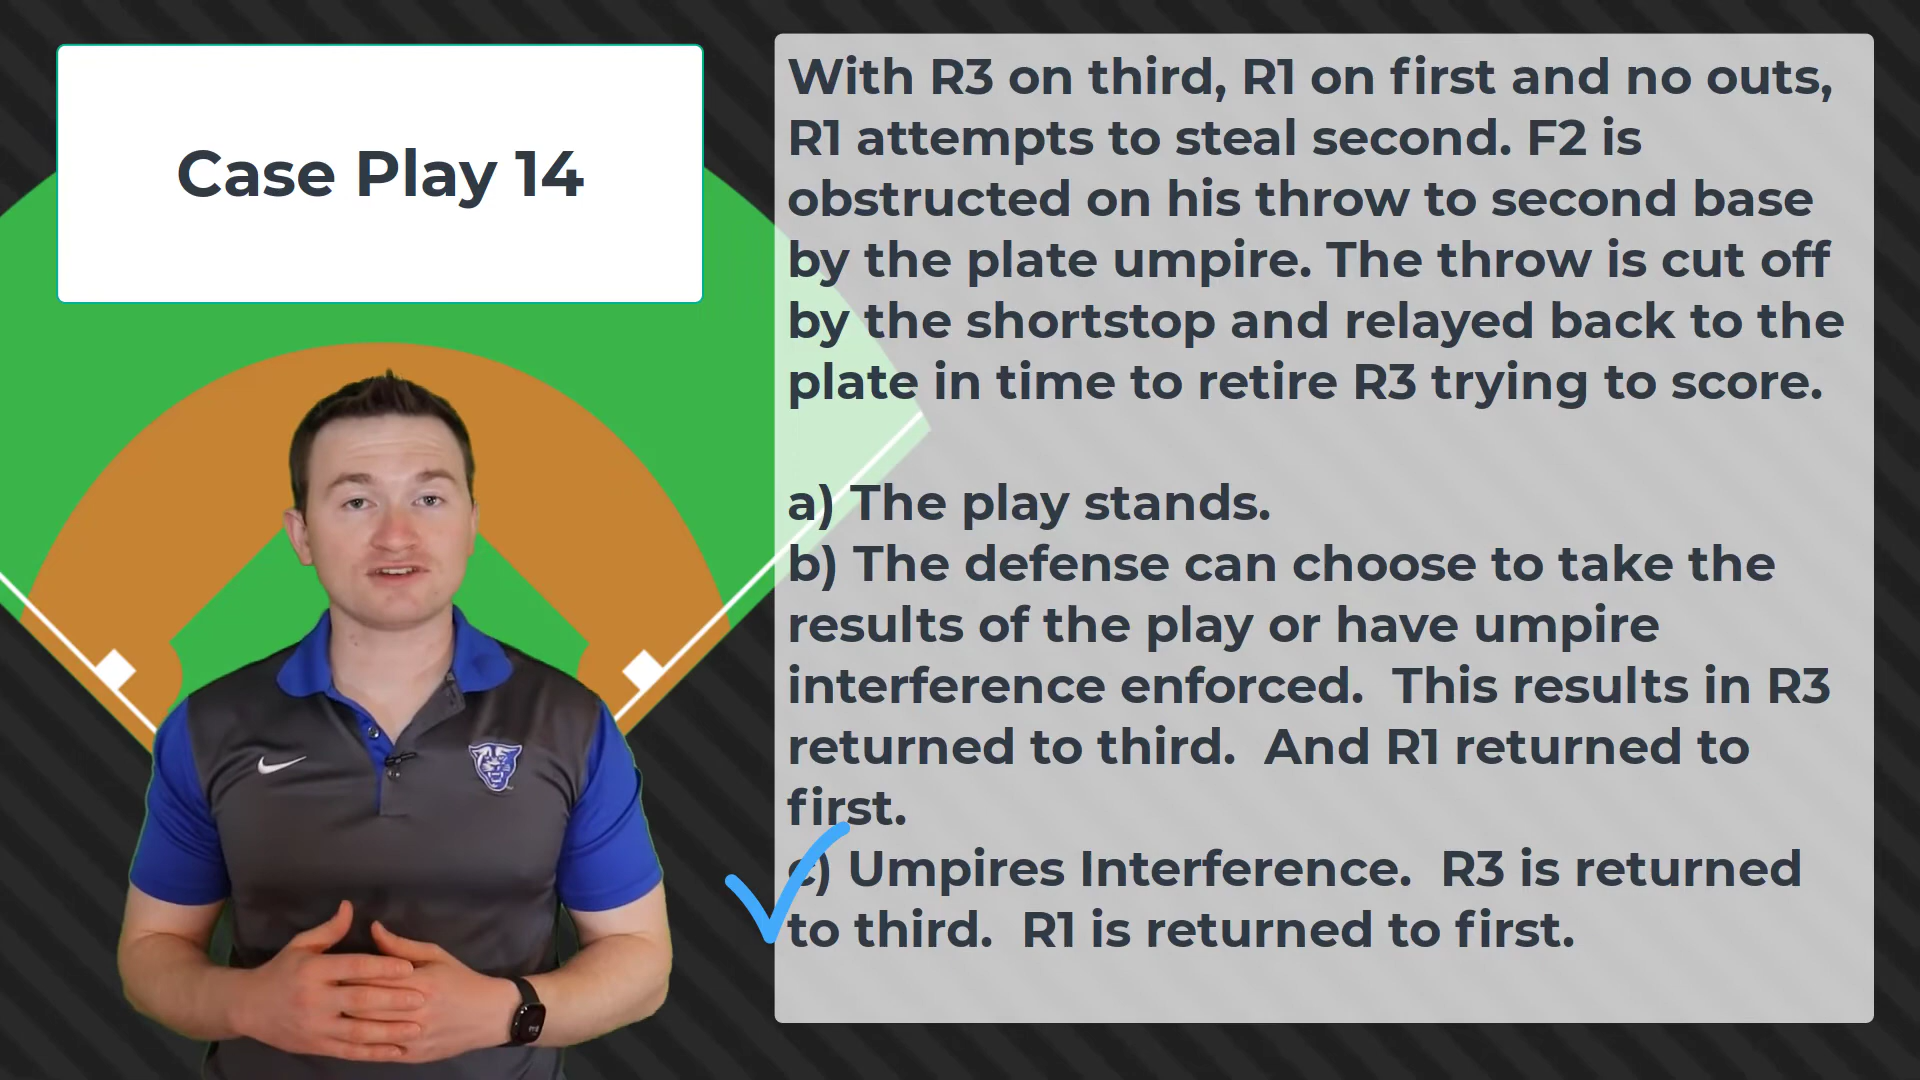 Case Play 14
With R3 on third, R1 on first and no outs,
R1 attempts to steal second. F2 is
obstructed on his throw to second base
by the plate umpire. The throw is cut off
by the shortstop and relayed back to the
plate in time to retire R3 trying to score.
a) The play stands.
b) The defense can choose to take the
results of the play or have umpire
interference enforced. This results in R3
returned to third. And R1 returned to
first.
c) Umpires Interference. R3 is returned
to third. R1 is returned to first.